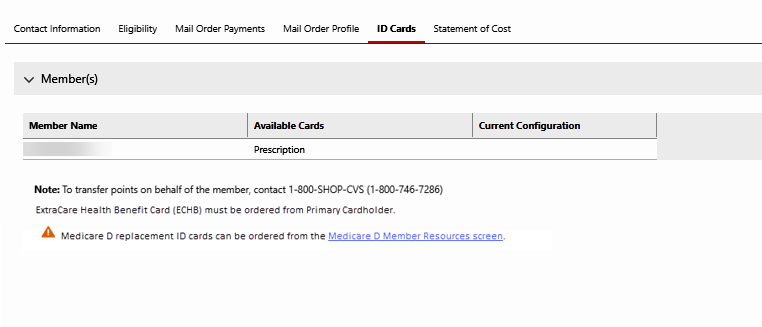 Contact Information Eligibility Mail Order Payments Mail Order Profile ID Cards Statement of Cost
Member(s)
Member Name Available Cards Current Configuration
Prescription
Note: To transfer points on behalf of the member, contact 1-800-SHOP-CVS (1-800-746-7286)
ExtraCare Health Benefit Card (ECHB) must be ordered from Primary Cardholder.
Medicare D replacement ID cards can be ordered from the Medicare D Member Resources screen.